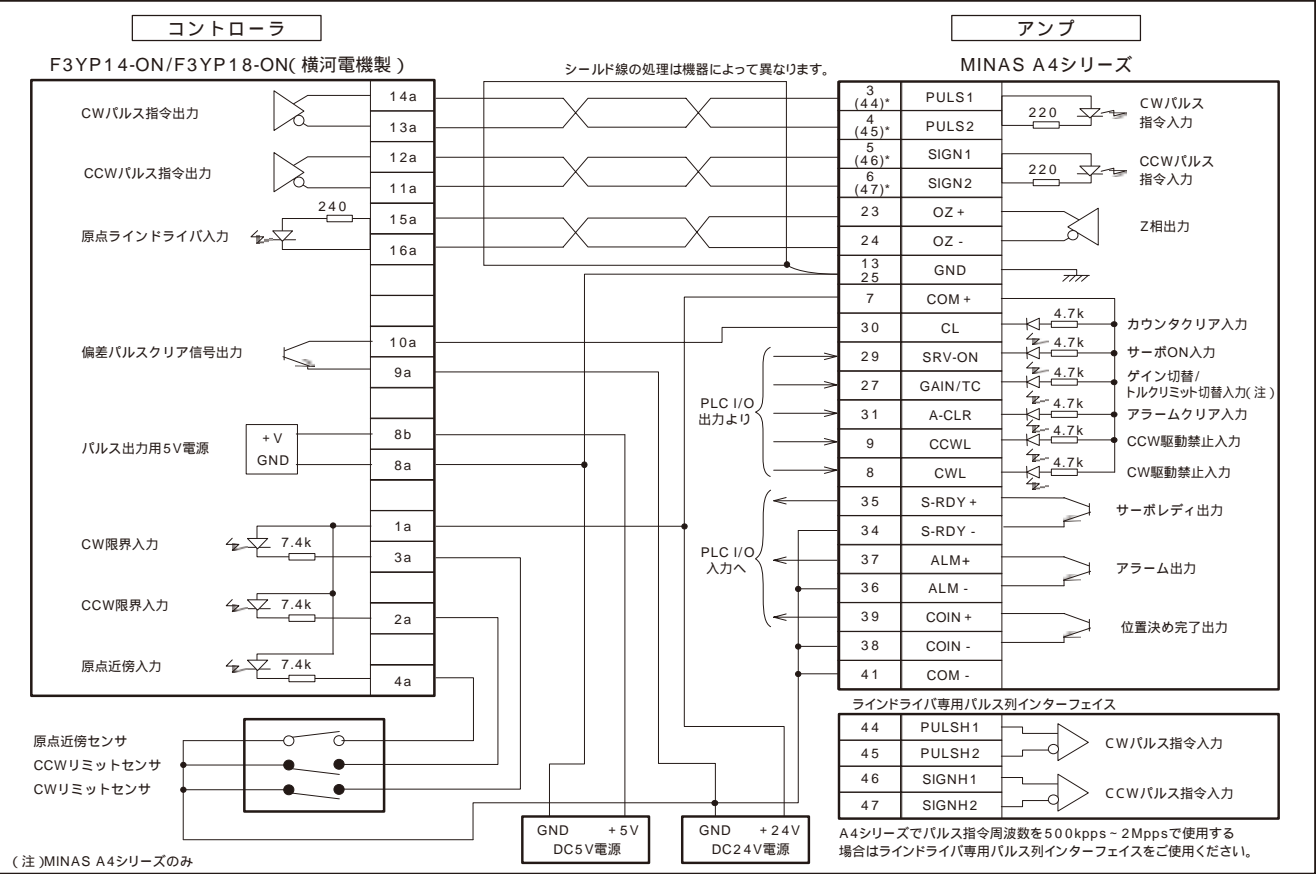 コントローラ
F3YP14-ON/F3YP18-ON(横河電機製)
CWパルス指令出力
14a
13a
CCWパルス指令出力
12a
11a
240
原点ラインドライバ入力
15a
16a
偏差パルスクリア信号出力
10a
9a
パルス出力用5V電源
+V
GND
8b
8a
CW限界入力
7.4k
1a
3a
CCW限界入力
7.4k
2a
原点近傍入力
7.4k
4a
原点近傍センサ
CCWリミットセンサ
CWリミットセンサ
(注)MINAS A4シリーズのみ
シールド線の処理は機器によって異なります。
PLC I/O
出力より
PLC I/O
入力へ
GND +5V
DC5V電源
GND +24V
DC24V電源
アンプ
MINAS A4シリーズ
3
(44)*
PULS1
4
(45)*
PULS2
220
CWパルス
指令入力
5
(46)*
SIGN1
6
(47)*
SIGN2
220
CCWパルス
指令入力
23 OZ+
24 OZ-
Z相出力
13
25
GND
7 COM+
30 CL 4.7k カウンタクリア入力
29 SRV-ON 4.7k サーボON入力
27 GAIN/TC 4.7k ゲイン切替/
トルクリミット切替入力(注)
31 A-CLR 4.7k アラームクリア入力
9 CCWL 4.7k CCW駆動禁止入力
8 CWL 4.7k CW駆動禁止入力
35 S-RDY+
34 S-RDY-
サーボレディ出力
37 ALM+
36 ALM-
アラーム出力
39 COIN+
38 COIN-
位置決め完了出力
41 COM-
ラインドライバ専用パルス列インターフェイス
44 PULSH1
45 PULSH2
CWパルス指令入力
46 SIGNH1
47 SIGNH2
CCWパルス指令入力
A4シリーズでパルス指令周波数を500kpps~2Mppsで使用する
場合はラインドライバ専用パルス列インターフェイスをご使用ください。